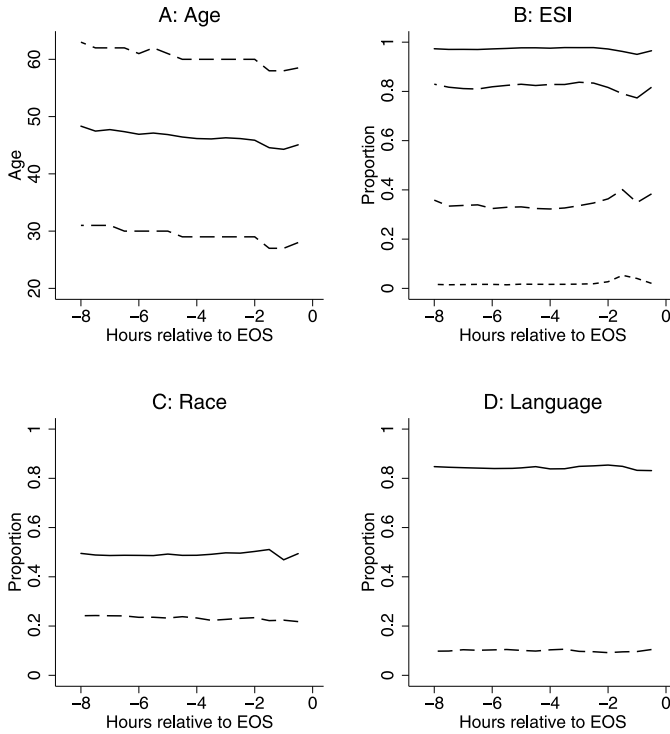 A: Age
Age
20 30 40 50 60
−8 −6 −4 −2 0
Hours relative to EOS
B: ESI
Proportion
0 0.2 0.4 0.6 0.8 1
−8 −6 −4 −2 0
Hours relative to EOS
C: Race
Proportion
0 0.2 0.4 0.6 0.8 1
−8 −6 −4 −2 0
Hours relative to EOS
D: Language
Proportion
0 0.2 0.4 0.6 0.8 1
−8 −6 −4 −2 0
Hours relative to EOS